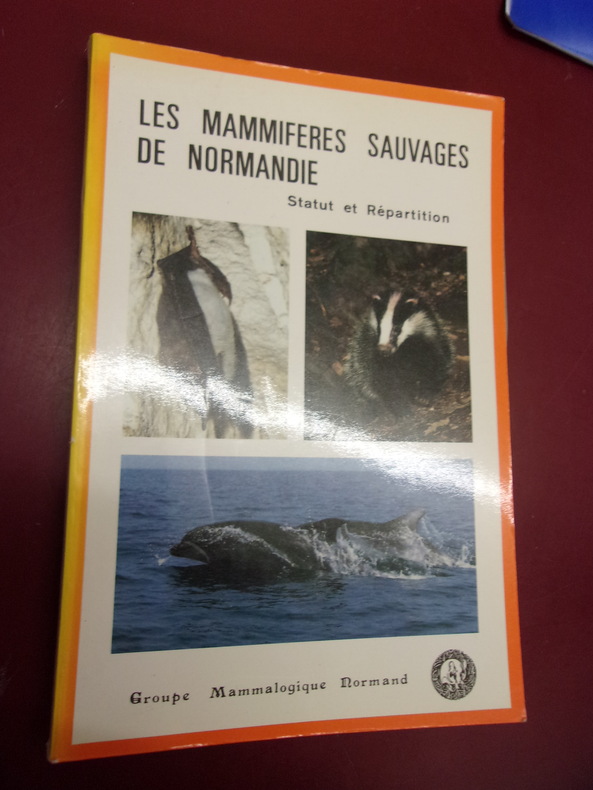 LES MAMMIFERES SAUVAGES
DE NORMANDIE
Statut et Répartition
Groupe Mammalogique Normand